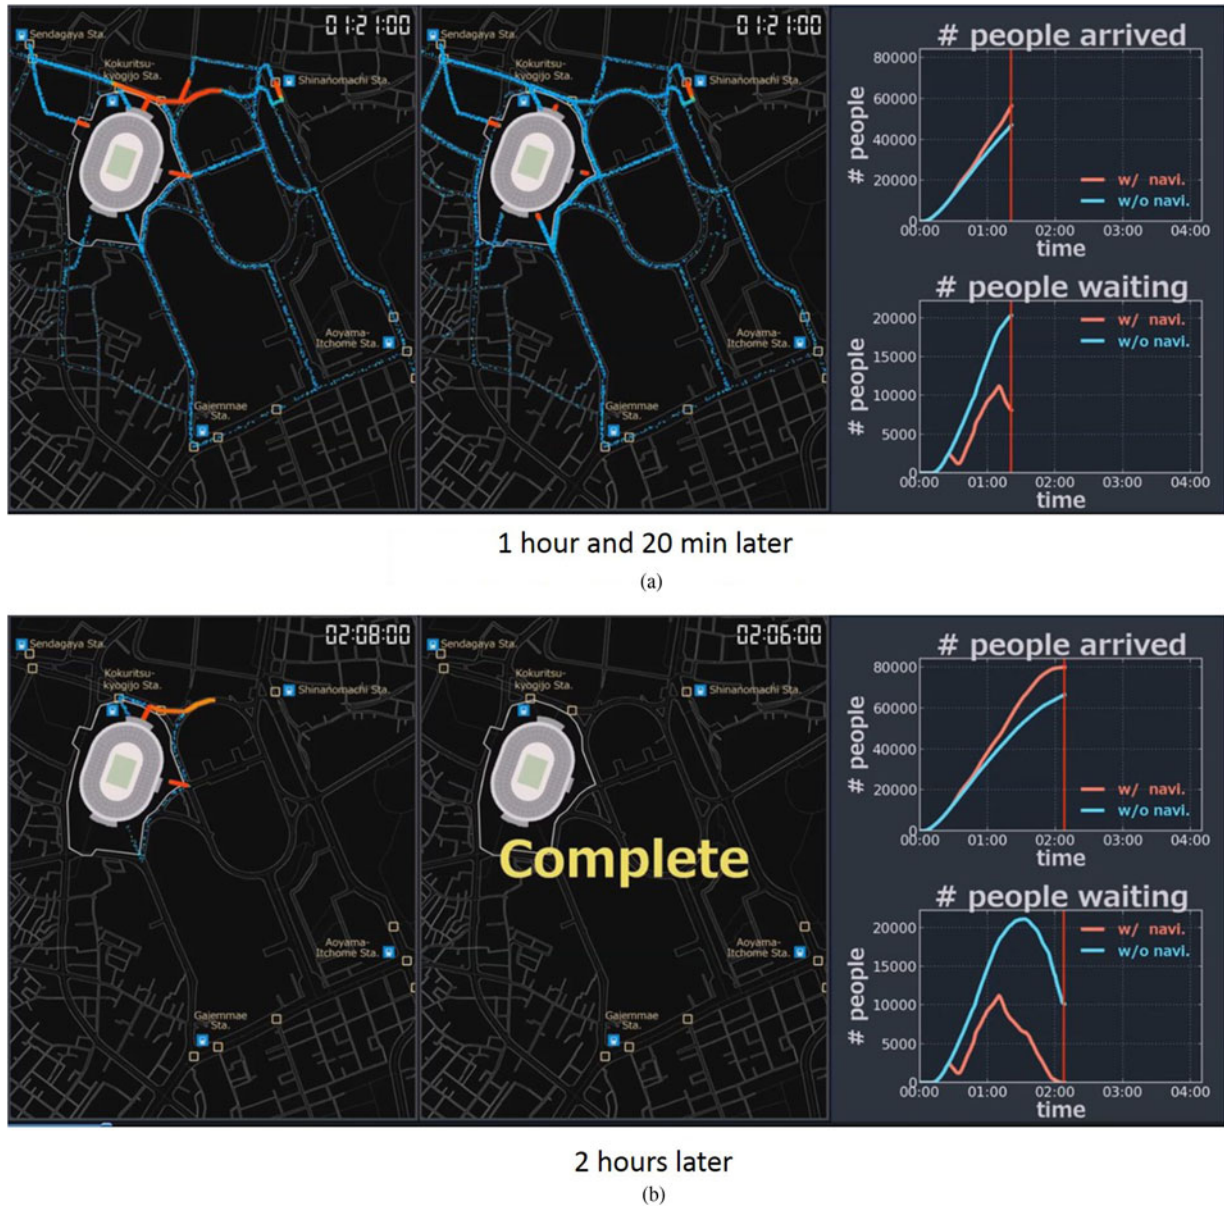 Sendagaya Sta.
01:21:00
Kokuritsu-
kyogijo Sta.
Shinanomachi Sta.
Aoyama-
Itchome Sta.
Gaiemmae
Sta.
Sendagaya Sta.
01:21:00
Kokuritsu-
kyogijo Sta.
Shinanomachi Sta.
Aoyama-
Itchome Sta.
Gaiemmae
Sta.
# people arrived
# people
80000
60000
40000
20000
0
w/ navi.
w/o navi.
00:00 01:00 02:00 03:00 04:00
time
# people waiting
# people
20000
15000
10000
5000
0
w/ navi.
w/o navi.
00:00 01:00 02:00 03:00 04:00
time
1 hour and 20 min later
(a)
Sendagaya Sta.
02:08:00
Kokuritsu-
kyogijo Sta.
Shinanomachi Sta.
Aoyama-
Itchome Sta.
Gaiemmae
Sta.
Sendagaya Sta.
02:06:00
Kokuritsu-
kyogijo Sta.
Shinanomachi Sta.
Complete
Aoyama-
Itchome Sta.
Gaiemmae
Sta.
# people arrived
# people
80000
60000
40000
20000
0
w/ navi.
w/o navi.
00:00 01:00 02:00 03:00 04:00
time
# people waiting
# people
20000
15000
10000
5000
0
w/ navi.
w/o navi.
00:00 01:00 02:00 03:00 04:00
time
2 hours later
(b)